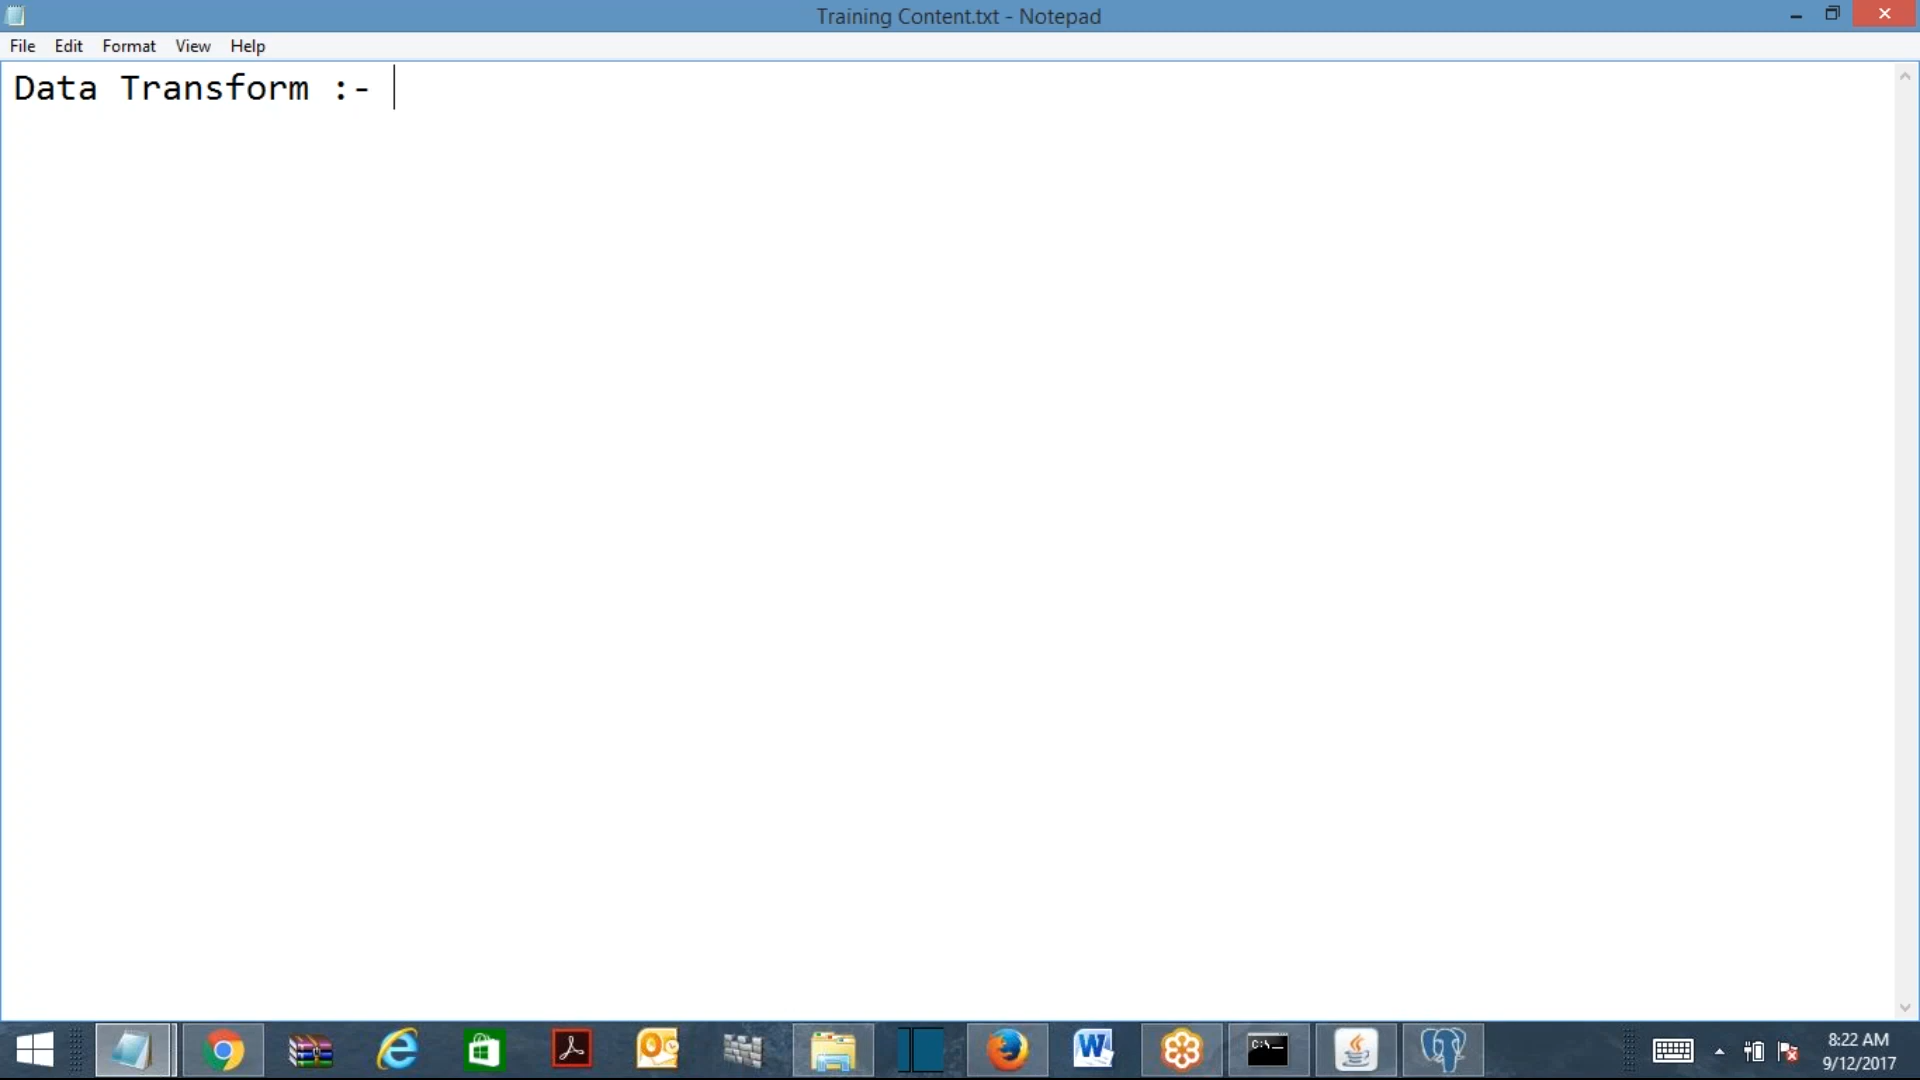 Training Content.txt - Notepad
File Edit Format View Help
Data Transform :-
8:22 AM
9/12/2017